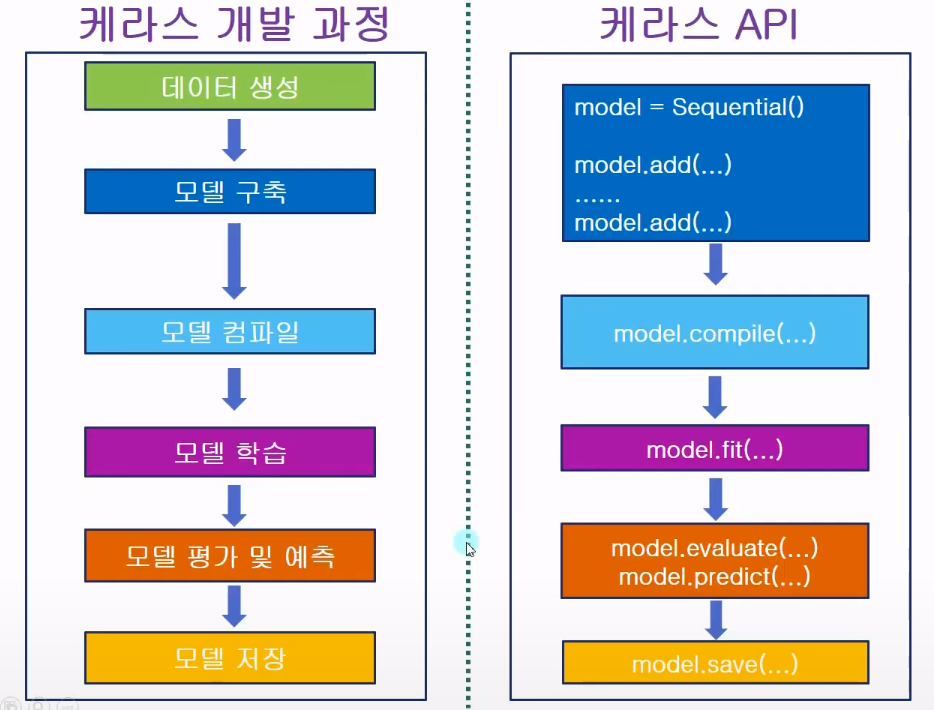 케라스 개발 과정
데이터 생성
모델 구축
모델 컴파일
모델 학습
모델 평가 및 예측
모델 저장
케라스 API
model = Sequential()
model.add(...)
......
model.add(...)
model.compile(...)
model.fit(...)
model.evaluate(...)
model.predict(...)
model.save(...)